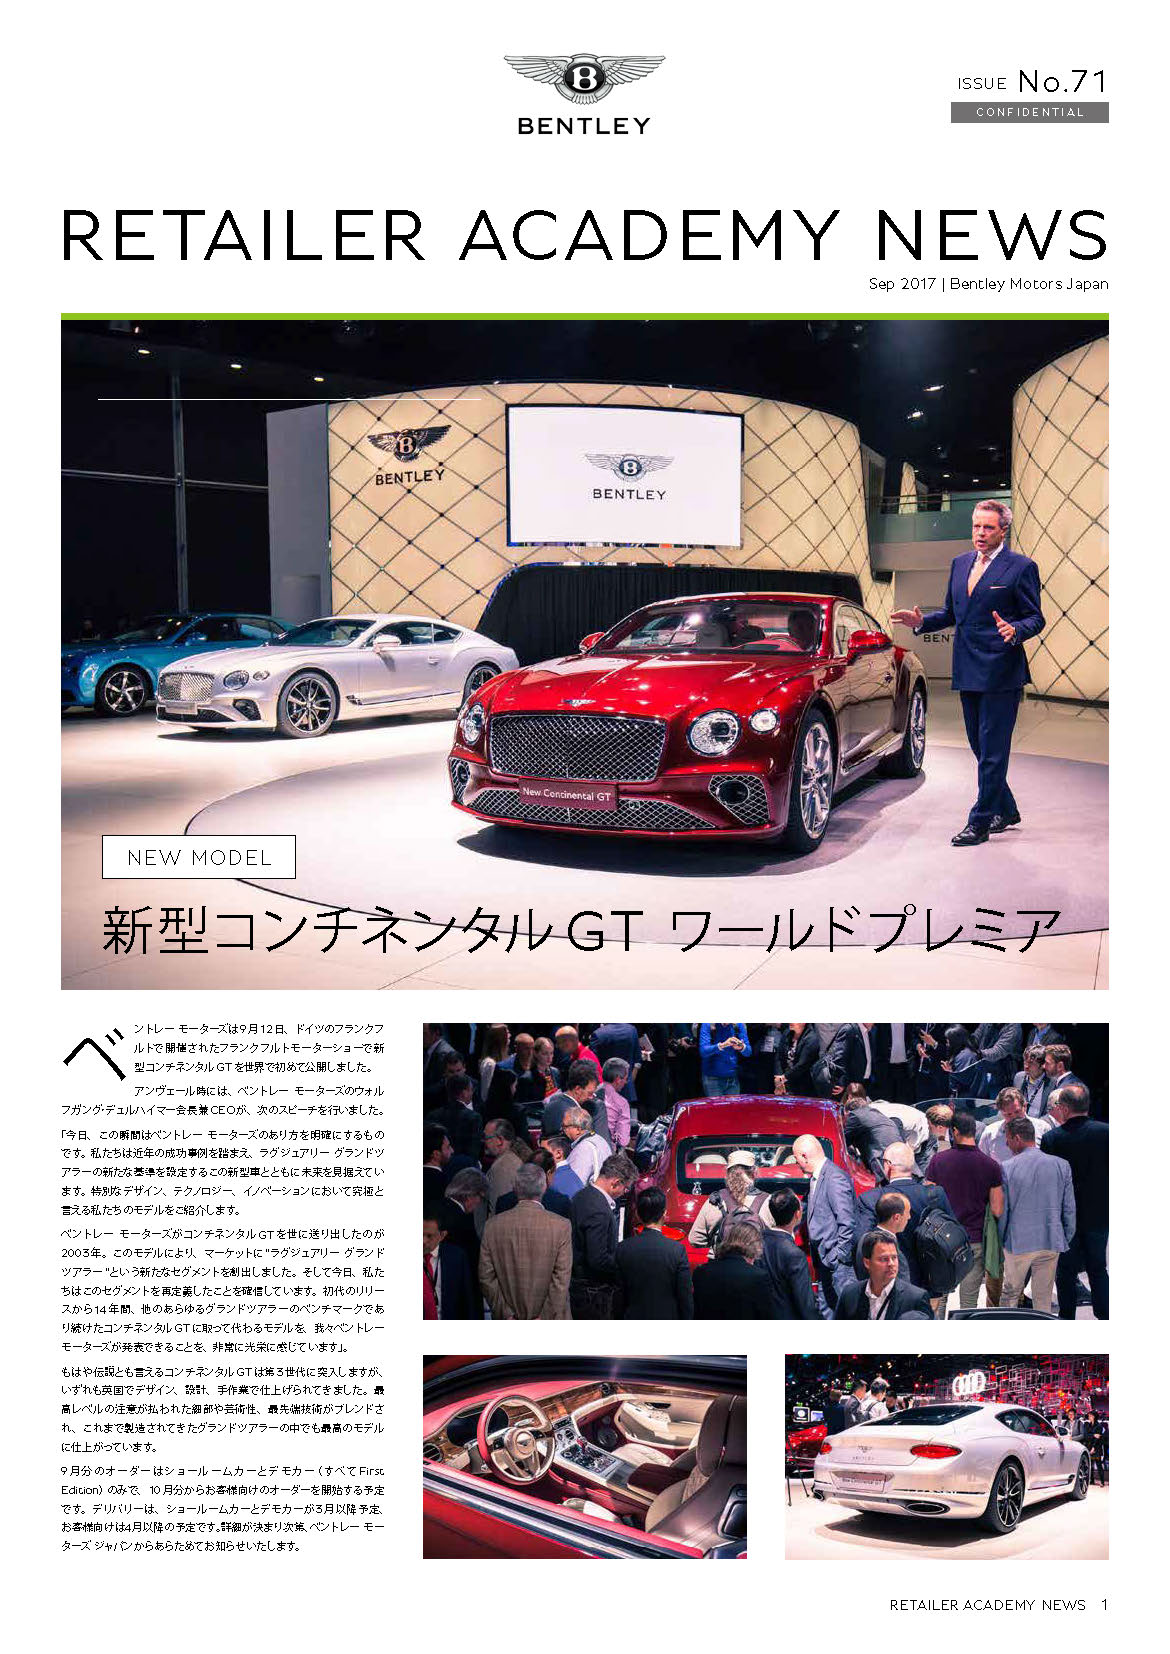 BENTLEY
ISSUE No.71
CONFIDENTIAL
RETAILER ACADEMY NEWS
Sep 2017 | Bentley Motors Japan
BENTLEY
BENTLEY
New Continental GT
NEW MODEL
新型コンチネンタル GT ワールドプレミア
ベントレー モーターズは9月12日、ドイツのフランクフ
ルトで開催されたフランクフルトモーターショーで新
型コンチネンタル GT を世界で初めて公開しました。
アンヴェール時には、ベントレー モーターズのウォル
フガング・デュルハイマー会長兼CEOが、次のスピーチを行いました。
「今日、この瞬間はベントレー モーターズのあり方を明確にするもの
です。私たちは近年の成功事例を踏まえ、ラグジュアリー グランドツ
アラーの新たな基準を設定するこの新型車とともに未来を見据えてい
ます。特別なデザイン、テクノロジー、イノベーションにおいて究極と
言える私たちのモデルをご紹介します。
ベントレー モーターズがコンチネンタル GT を世に送り出したのが
2003年。このモデルにより、マーケットに“ラグジュアリー グランド
ツアラー”という新たなセグメントを創出しました。そして今日、私た
ちはこのセグメントを再定義したことを確信しています。初代のリリー
スから14年間、他のあらゆるグランドツアラーのベンチマークであ
り続けたコンチネンタル GT に取って代わるモデルを、我々ベントレー
モーターズが発表できることを、非常に光栄に感じています」。
もはや伝説とも言えるコンチネンタル GT は第3世代に突入しますが、
いずれも英国でデザイン、設計、手作業で仕上げられてきました。最
高レベルの注意が払われた細部や芸術性、最先端技術がブレンドさ
れ、これまで製造されてきたグランドツアラーの中でも最高のモデル
に仕上がっています。
9月分のオーダーはショールームカーとデモカー（すべてFirst
Edition）のみで、10月分からお客様向けのオーダーを開始する予定
です。デリバリーは、ショールームカーとデモカーが3月以降予定、
お客様向けは4月以降の予定です。詳細が決まり次第、ベントレー モー
ターズ ジャパンからあらためてお知らせいたします。
RETAILER ACADEMY NEWS 1